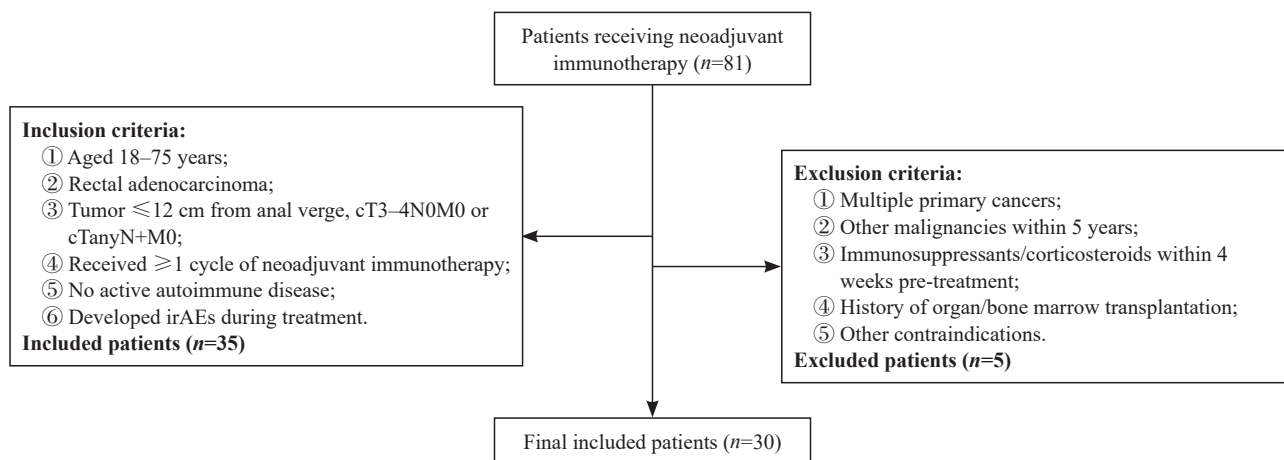 Patients receiving neoadjuvant
immunotherapy (n=81)
Inclusion criteria:
① Aged 18–75 years;
② Rectal adenocarcinoma;
③ Tumor ≤12 cm from anal verge, cT3–4N0M0 or
cTanyN+M0;
④ Received ≥1 cycle of neoadjuvant immunotherapy;
⑤ No active autoimmune disease;
⑥ Developed irAEs during treatment.
Included patients (n=35)
Exclusion criteria:
① Multiple primary cancers;
② Other malignancies within 5 years;
③ Immunosuppressants/corticosteroids within 4
weeks pre-treatment;
④ History of organ/bone marrow transplantation;
⑤ Other contraindications.
Excluded patients (n=5)
Final included patients (n=30)